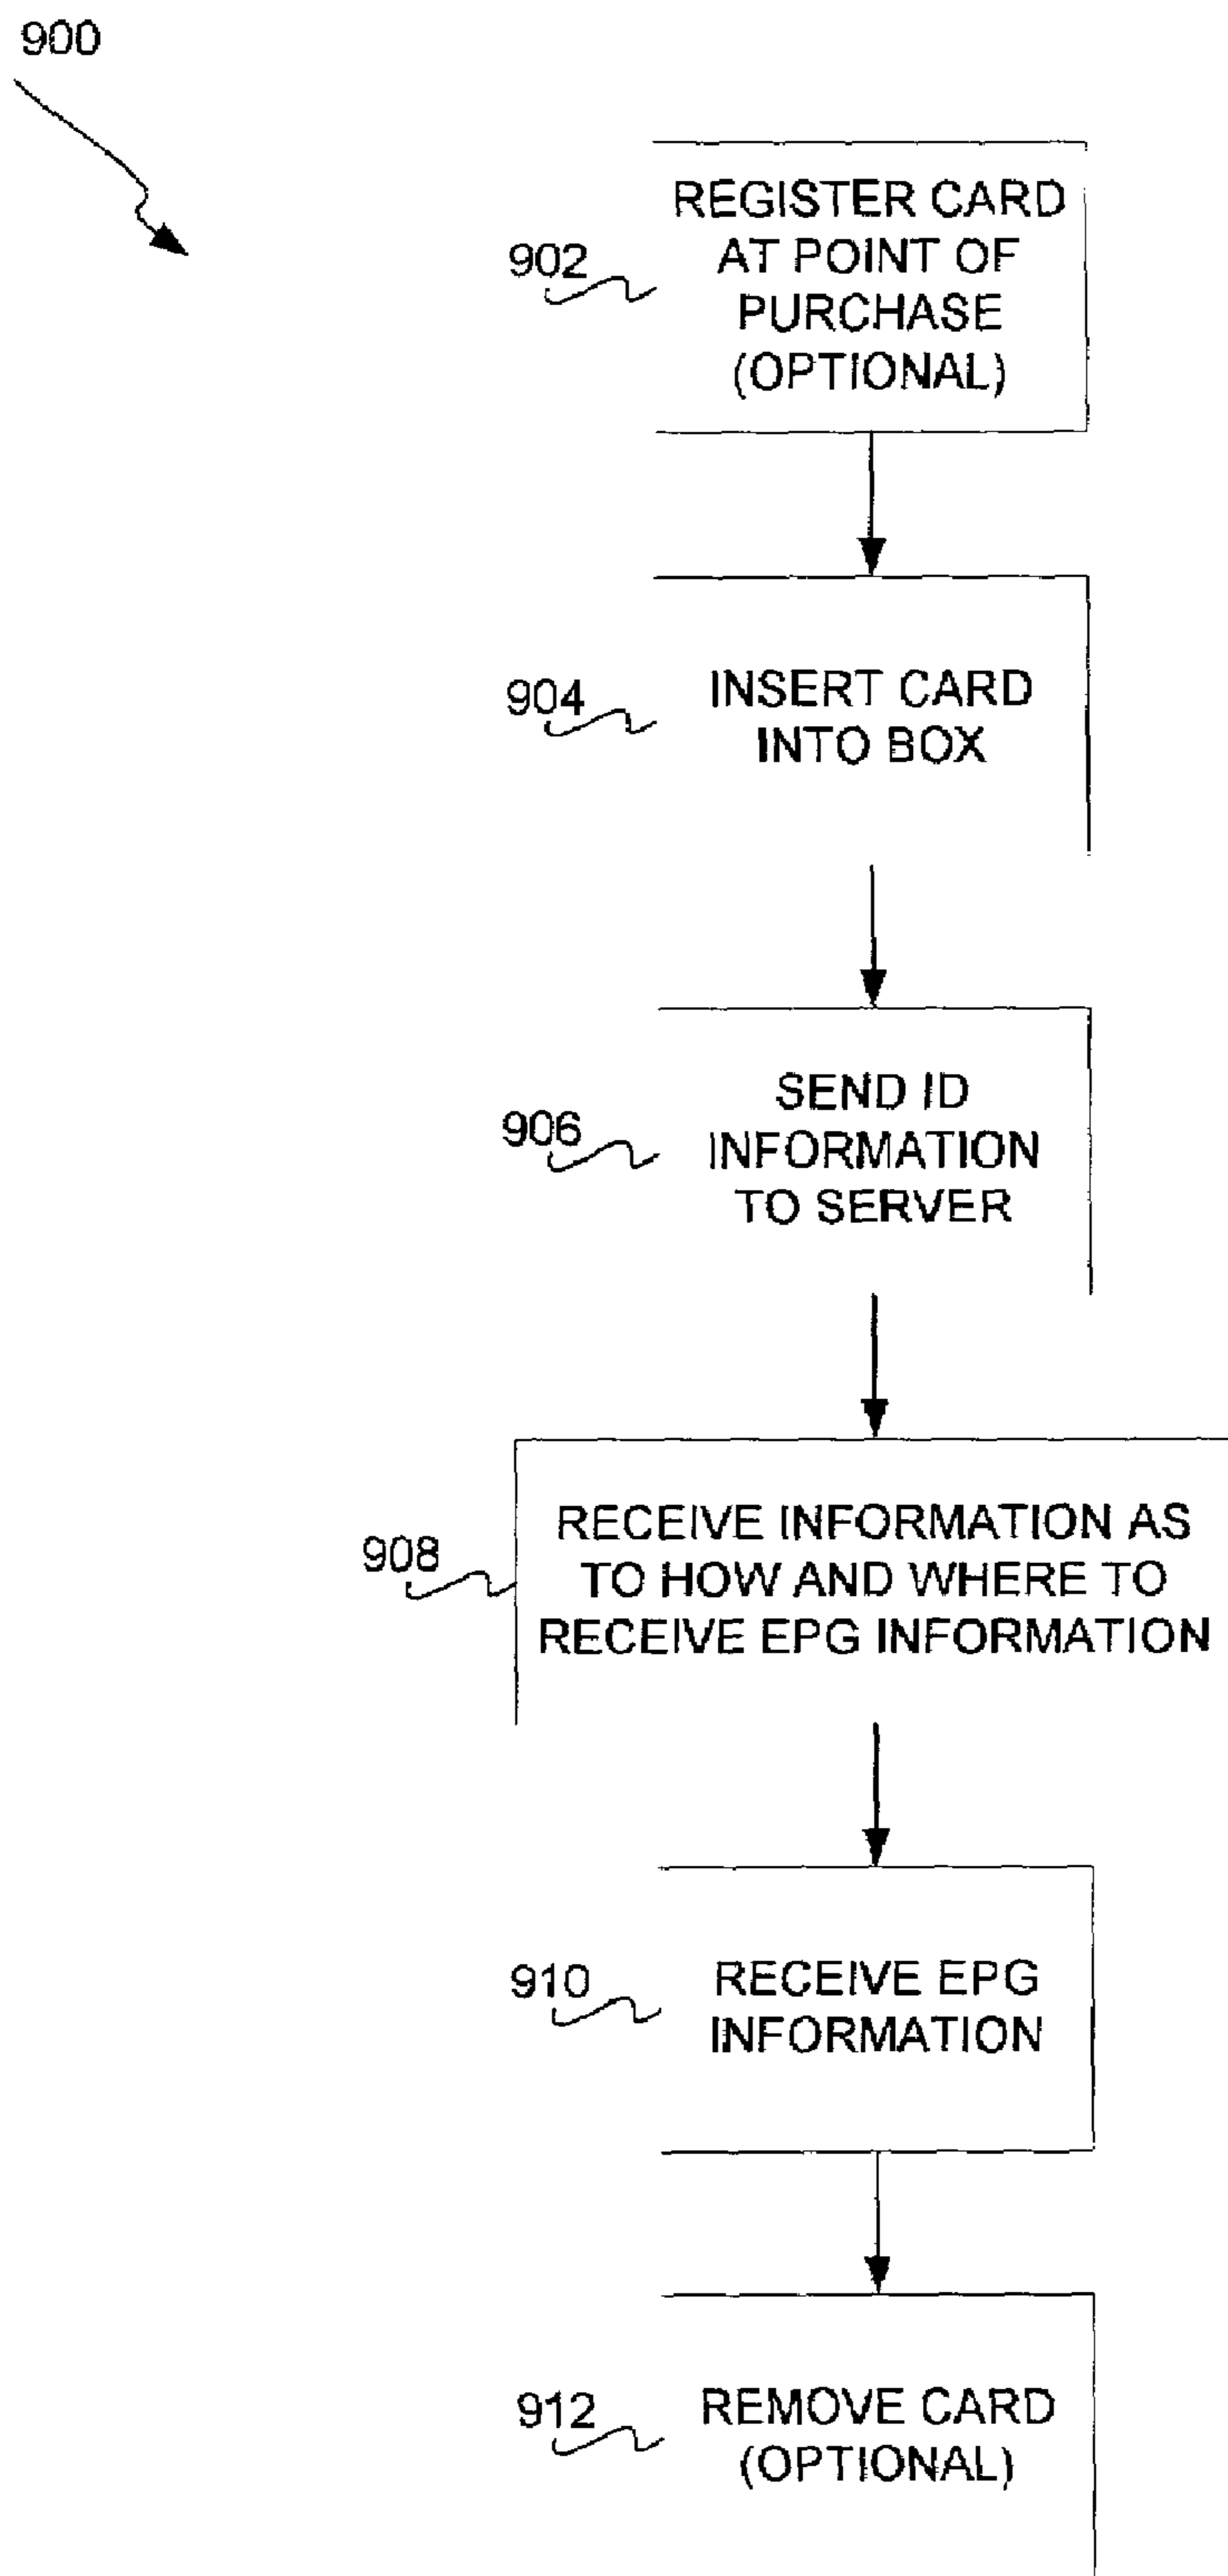 900
902
REGISTER CARD
AT POINT OF
PURCHASE
(OPTIONAL)
904
INSERT CARD
INTO BOX
906
SEND ID
INFORMATION
TO SERVER
908
RECEIVE INFORMATION AS
TO HOW AND WHERE TO
RECEIVE EPG INFORMATION
910
RECEIVE EPG
INFORMATION
912
REMOVE CARD
(OPTIONAL)